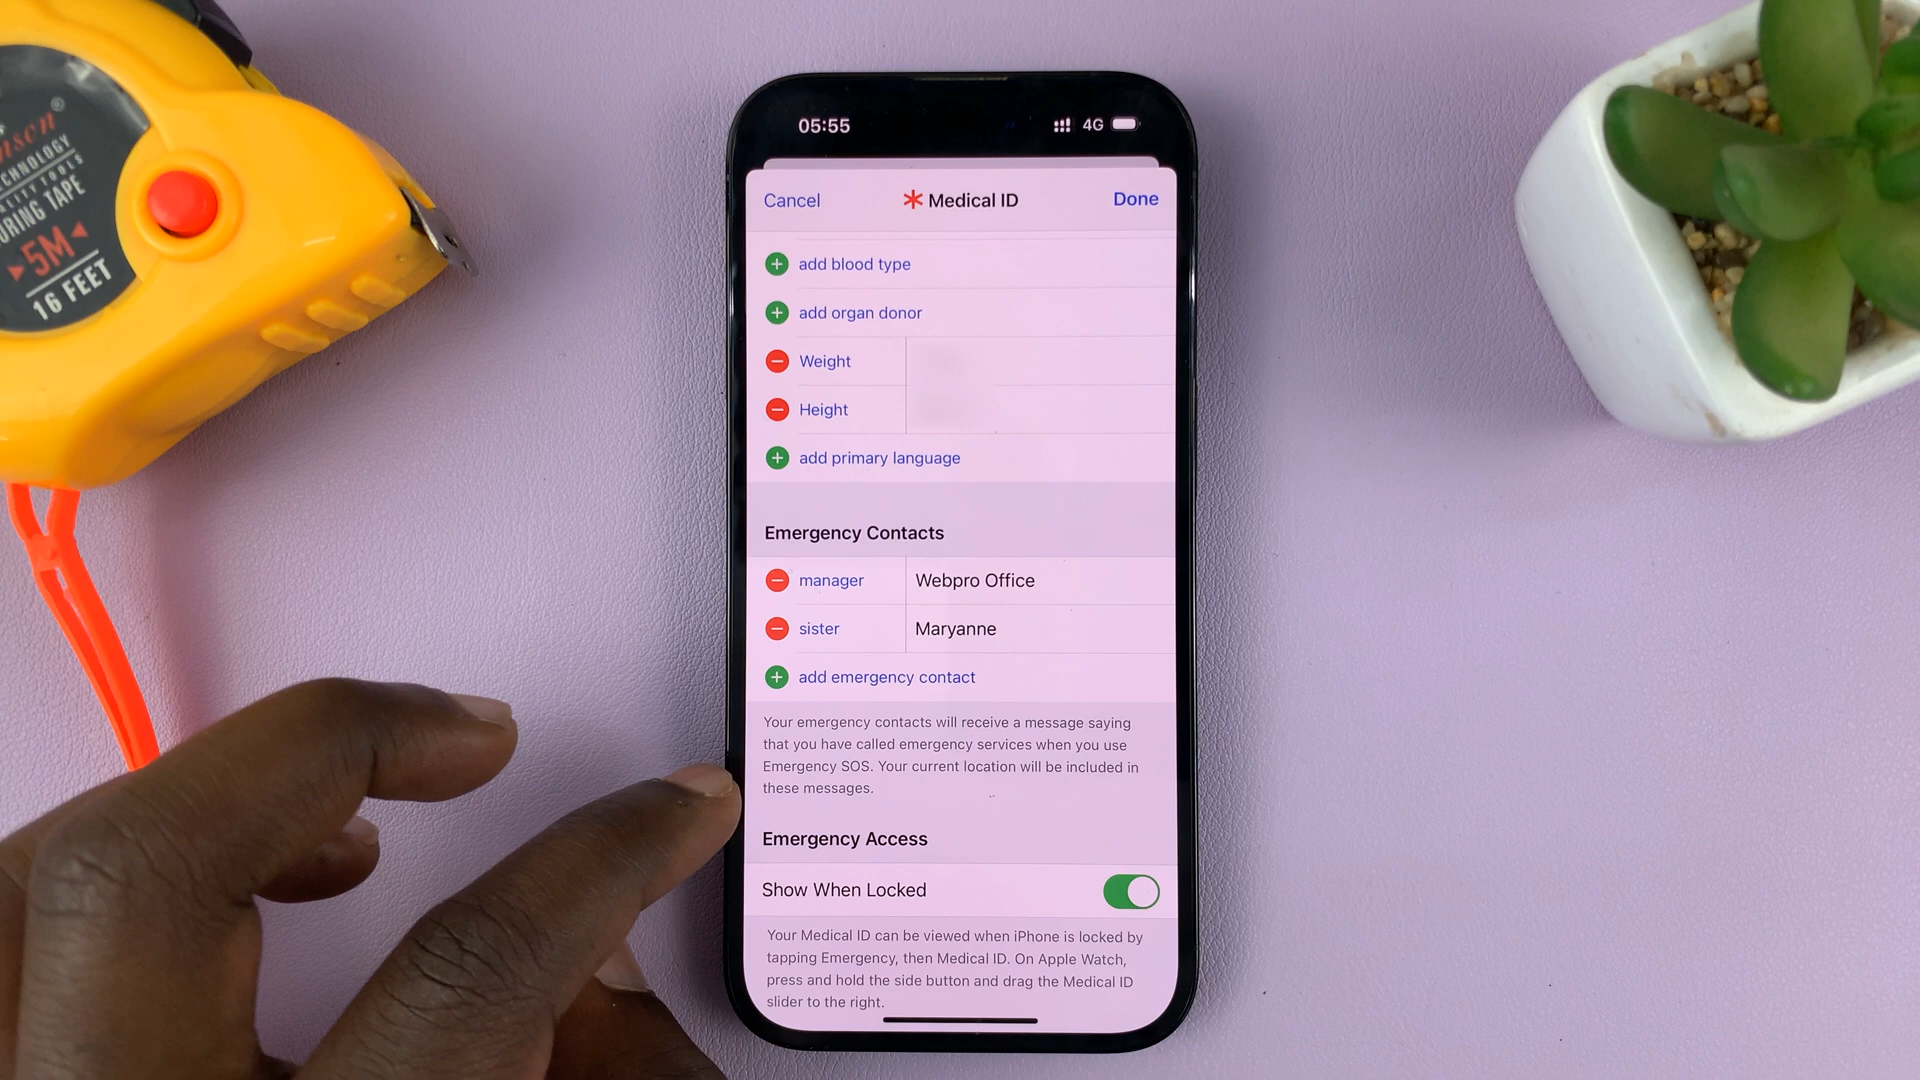 ®
TECHNOLOGY
QUALITY TOOLS
5M
16 FEET
05:55
4G
Cancel
Medical ID
Done
add blood type
add organ donor
Weight
Height
add primary language
Emergency Contacts
manager
Webpro Office
sister
Maryanne
add emergency contact
Your emergency contacts will receive a message saying
that you have called emergency services when you use
Emergency SOS. Your current location will be included in
these messages.
Emergency Access
Show When Locked
Your Medical ID can be viewed when iPhone is locked by
tapping Emergency, then Medical ID. On Apple Watch,
press and hold the side button and drag the Medical ID
slider to the right.